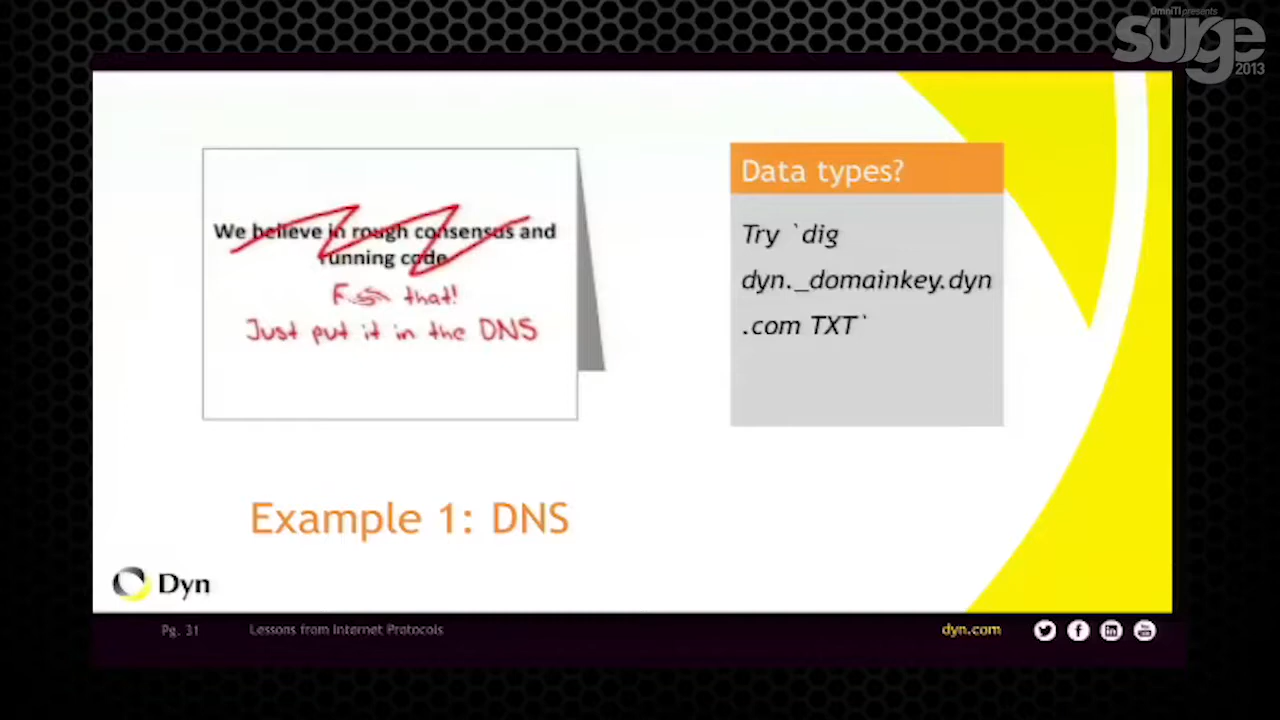 OmniTI presents
surge
2013
We believe in rough consensus and
running code
that!
Just put it in the DNS
Data types?
Try `dig
dyn._domainkey.dyn
.com TXT`
Example 1: DNS
Dyn
Pg. 31
Lessons from Internet Protocols
dyn.com